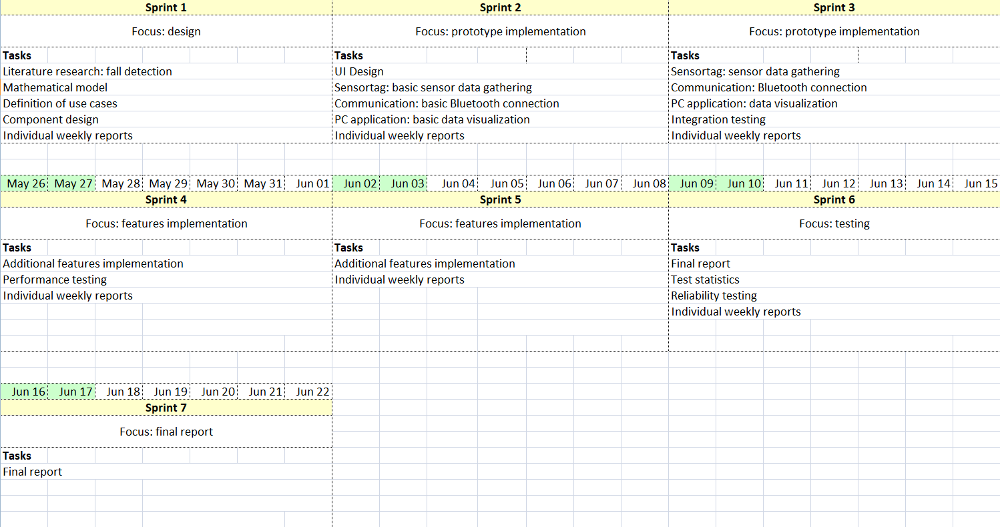 Sprint 1 Sprint 2 Sprint 3
Focus: design Focus: prototype implementation Focus: prototype implementation
Tasks Tasks Tasks
Literature research: fall detection UI Design Sensortag: sensor data gathering
Mathematical model Sensortag: basic sensor data gathering Communication: Bluetooth connection
Definition of use cases Communication: basic Bluetooth connection PC application: data visualization
Component design PC application: basic data visualization Integration testing
Individual weekly reports Individual weekly reports Individual weekly reports
May 26 May 27 May 28 May 29 May 30 May 31 Jun 01 Jun 02 Jun 03 Jun 04 Jun 05 Jun 06 Jun 07 Jun 08 Jun 09 Jun 10 Jun 11 Jun 12 Jun 13 Jun 14 Jun 15
Sprint 4 Sprint 5 Sprint 6
Focus: features implementation Focus: features implementation Focus: testing
Tasks Tasks Tasks
Additional features implementation Additional features implementation Final report
Performance testing Individual weekly reports Test statistics
Individual weekly reports Reliability testing
Individual weekly reports
Jun 16 Jun 17 Jun 18 Jun 19 Jun 20 Jun 21 Jun 22
Sprint 7
Focus: final report
Tasks
Final report